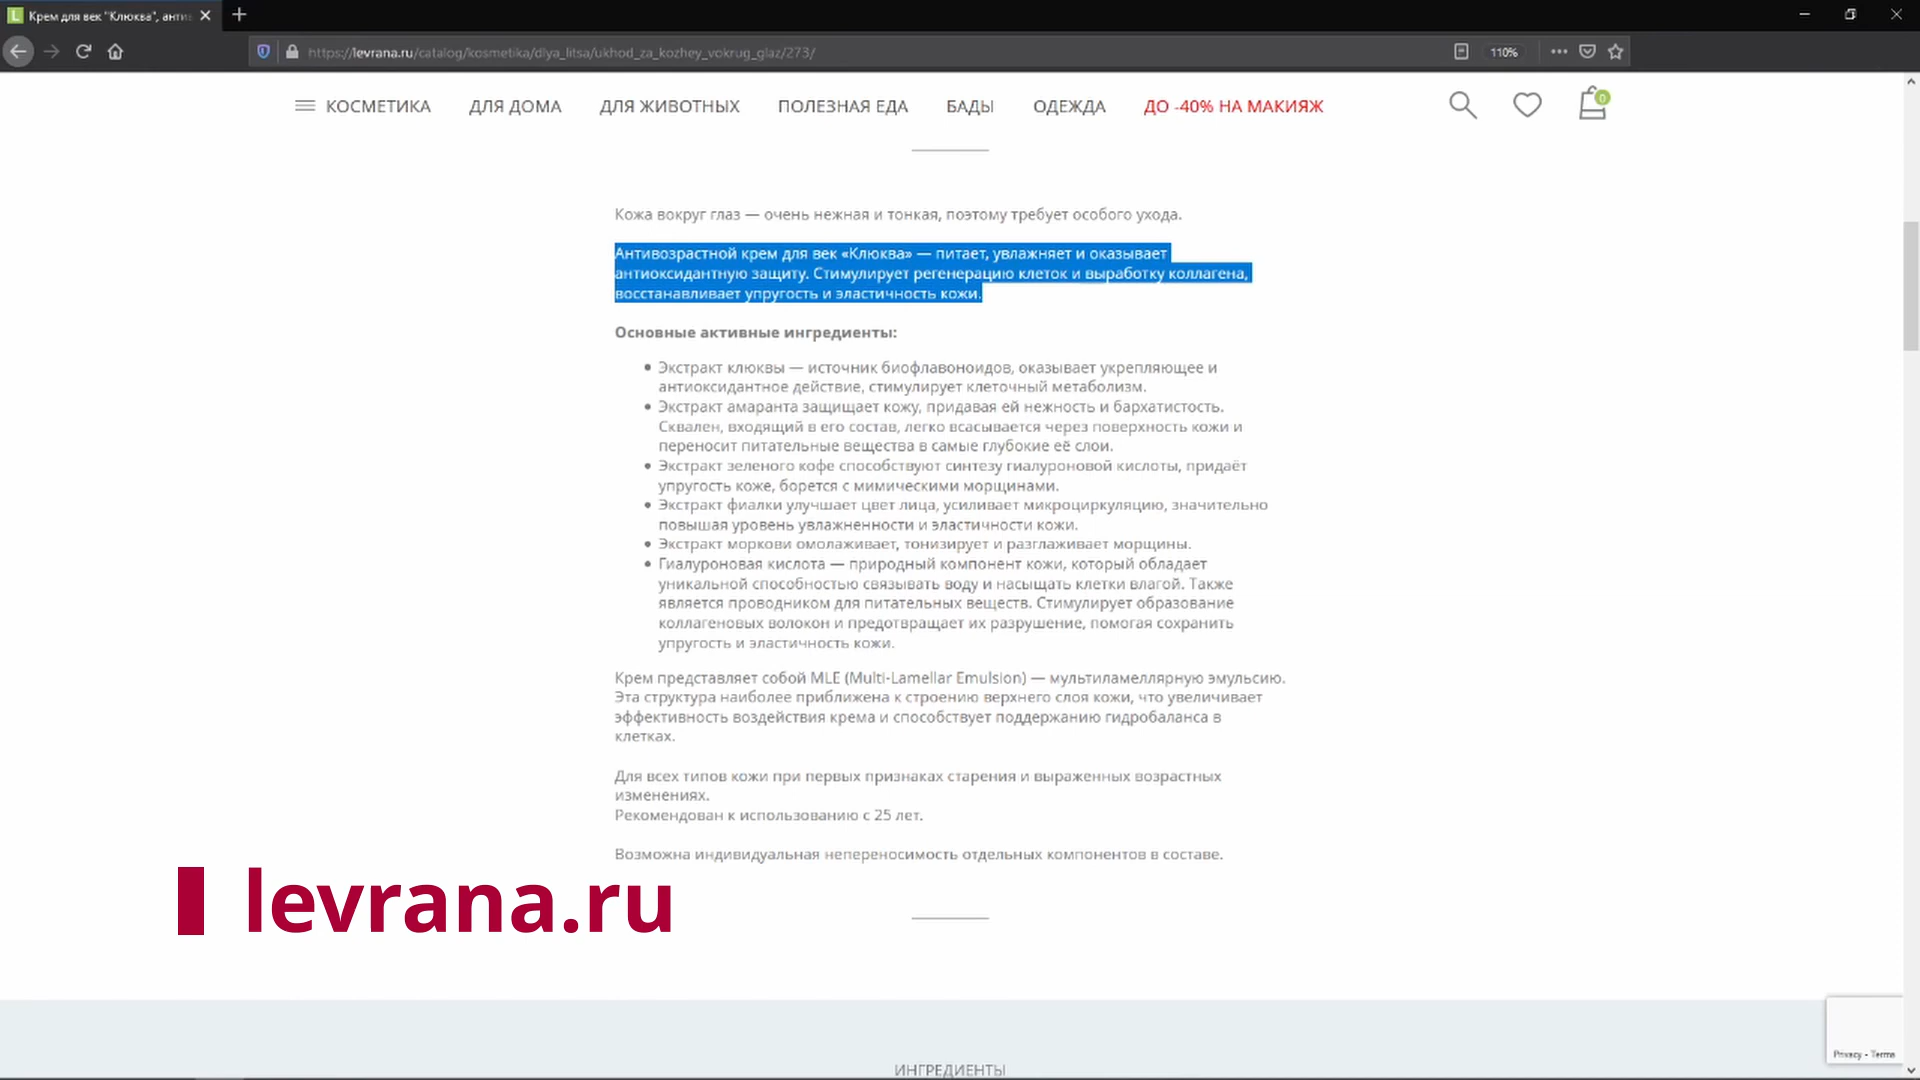 Крем для век "Клюква", анти
https://levrana.ru/catalog/kosmetika/dlya_litsa/ukhod_za_kozhey_vokrug_glaz/273/
110%
КОСМЕТИКА ДЛЯ ДОМА ДЛЯ ЖИВОТНЫХ ПОЛЕЗНАЯ ЕДА БАДЫ ОДЕЖДА ДО -40% НА МАКИЯЖ
0
Кожа вокруг глаз — очень нежная и тонкая, поэтому требует особого ухода.
Антивозрастной крем для век «Клюква» — питает, увлажняет и оказывает
антиоксидантную защиту. Стимулирует регенерацию клеток и выработку коллагена,
восстанавливает упругость и эластичность кожи.
Основные активные ингредиенты:
Экстракт клюквы — источник биофлавоноидов, оказывает укрепляющее и
антиоксидантное действие, стимулирует клеточный метаболизм.
Экстракт амаранта защищает кожу, придавая ей нежность и бархатистость.
Сквален, входящий в его состав, легко всасывается через поверхность кожи и
переносит питательные вещества в самые глубокие её слои.
Экстракт зеленого кофе способствуют синтезу гиалуроновой кислоты, придаёт
упругость коже, борется с мимическими морщинами.
Экстракт фиалки улучшает цвет лица, усиливает микроциркуляцию, значительно
повышая уровень увлажненности и эластичности кожи.
Экстракт моркови омолаживает, тонизирует и разглаживает морщины.
Гиалуроновая кислота — природный компонент кожи, который обладает
уникальной способностью связывать воду и насыщать клетки влагой. Также
является проводником для питательных веществ. Стимулирует образование
коллагеновых волокон и предотвращает их разрушение, помогая сохранить
упругость и эластичность кожи.
Крем представляет собой MLE (Multi-Lamellar Emulsion) — мультиламеллярную эмульсию.
Эта структура наиболее приближена к строению верхнего слоя кожи, что увеличивает
эффективность воздействия крема и способствует поддержанию гидробаланса в
клетках.
Для всех типов кожи при первых признаках старения и выраженных возрастных
изменениях.
Рекомендован к использованию с 25 лет.
Возможна индивидуальная непереносимость отдельных компонентов в составе.
levrana.ru
Privacy - Terms
ИНГРЕДИЕНТЫ